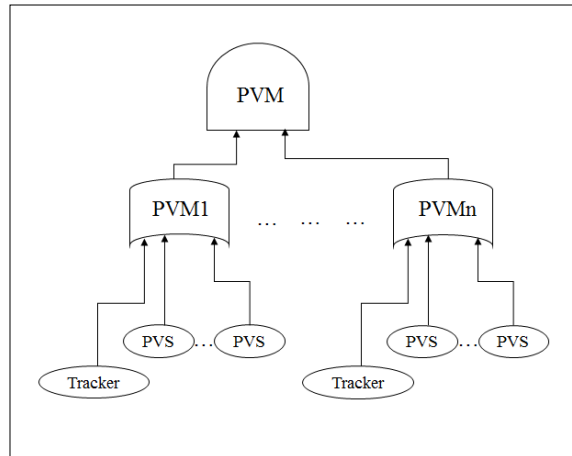 PVM
PVM1 … … … PVMn
PVS … PVS PVS … PVS
Tracker Tracker